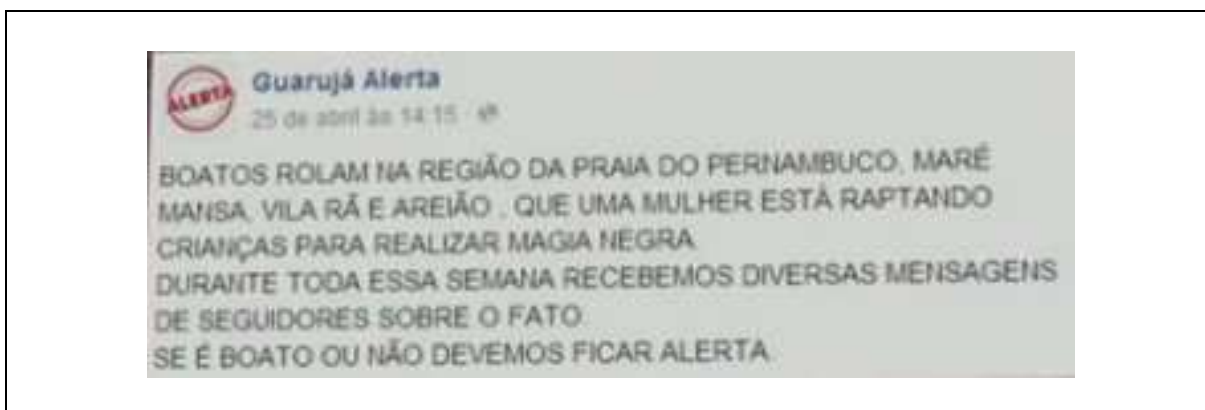 ALERTA
Guarujá Alerta
25 de abril às 14:15
BOATOS ROLAM NA REGIÃO DA PRAIA DO PERNAMBUCO, MARÉ
MANSA, VILA RÃ E AREIÃO , QUE UMA MULHER ESTÁ RAPTANDO
CRIANÇAS PARA REALIZAR MAGIA NEGRA.
DURANTE TODA ESSA SEMANA RECEBEMOS DIVERSAS MENSAGENS
DE SEGUIDORES SOBRE O FATO.
SE É BOATO OU NÃO DEVEMOS FICAR ALERTA.